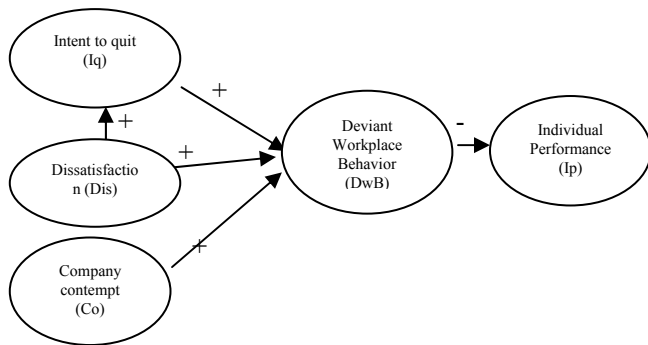 Intent to quit
(Iq)
+
+
Dissatisfactio
n (Dis)
+
Company
contempt
(Co)
+
Deviant
Workplace
Behavior
(DwB)
-
Individual
Performance
(Ip)